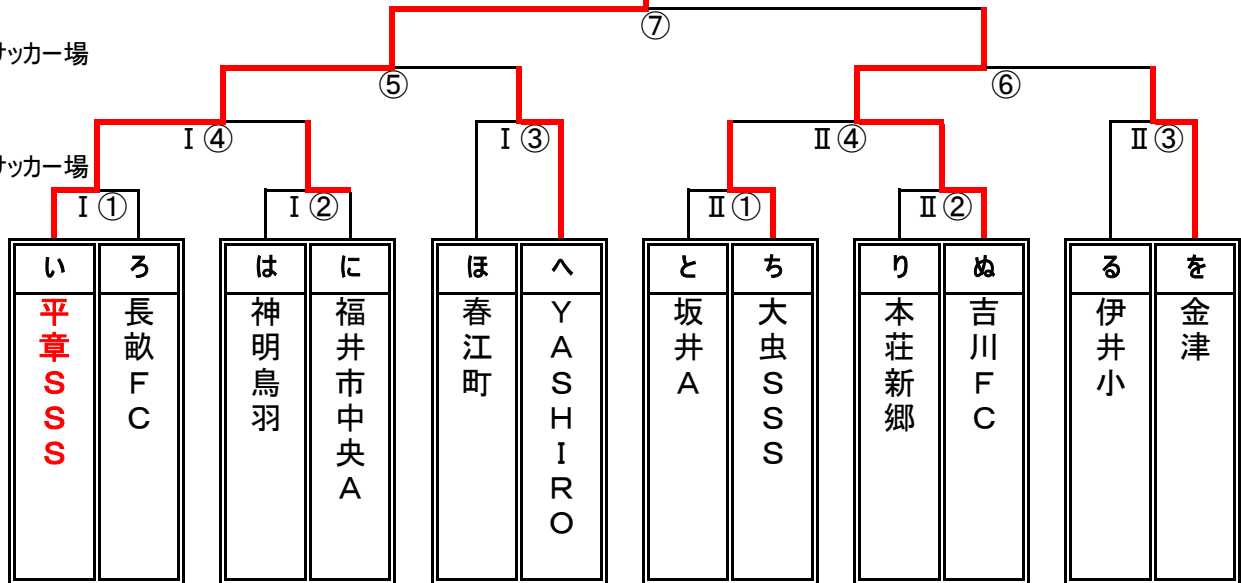 ⑦
サッカー場
⑤ ⑥
Ⅰ④ Ⅰ③ Ⅱ④ Ⅱ③
サッカー場
Ⅰ① Ⅰ② Ⅱ① Ⅱ②
い ろ は に ほ へ と ち り ぬ る を
平章SSS
長畝FC
神明鳥羽
福井市中央A
春江町
YASHIRO
坂井A
大虫SSS
本荘新郷
吉川FC
伊井小
金津